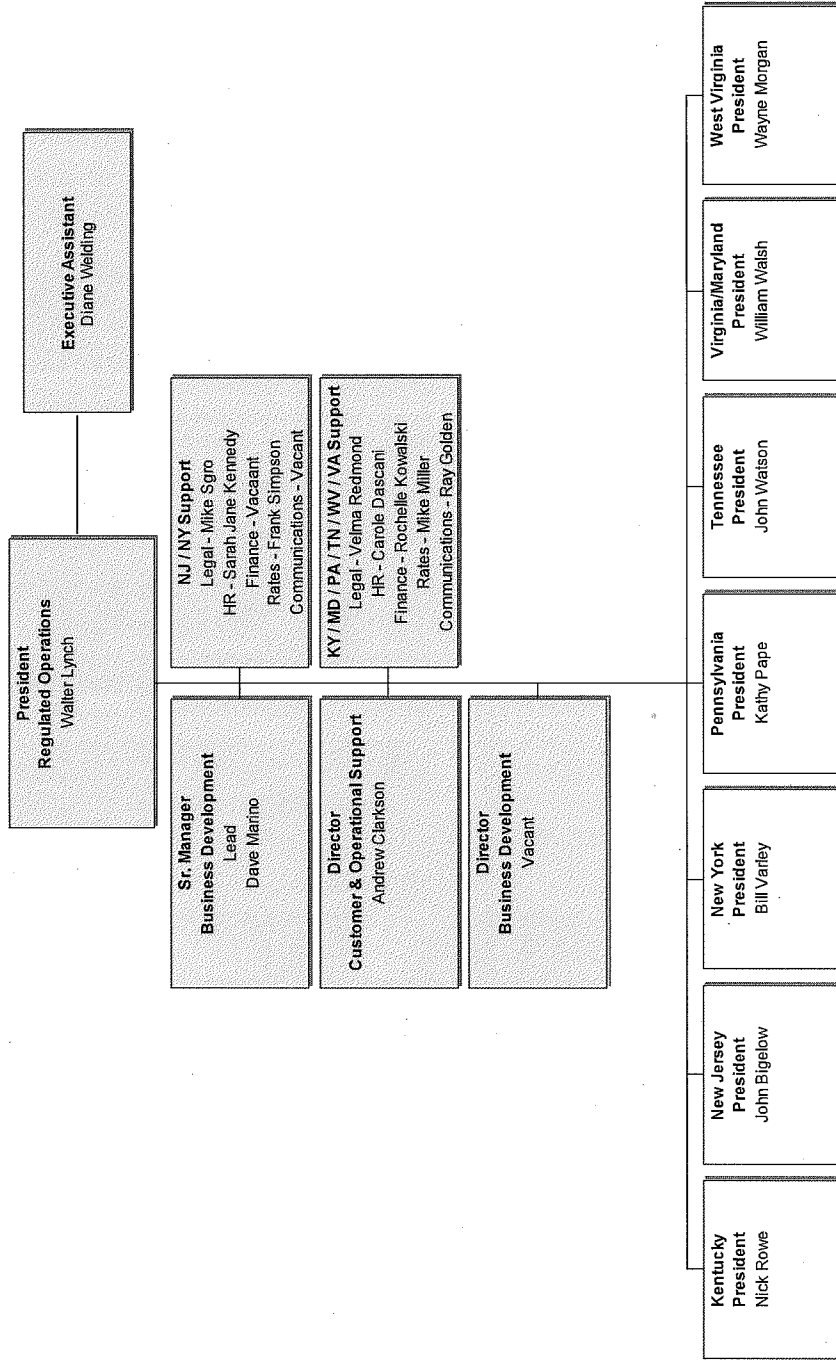 President
Regulated Operations
Walter Lynch
Executive Assistant
Diane Welding
Sr. Manager
Business Development
Lead
Dave Marino
NJ / NY Support
Legal - Mike Sgro
HR - Sarah Jane Kennedy
Finance - Vacaant
Rates - Frank Simpson
Communications - Vacant
Director
Customer & Operational Support
Andrew Clarkson
KY / MD / PA / TN / WV / VA Support
Legal - Velma Redmond
HR - Carole Dascani
Finance - Rochelle Kowalski
Rates - Mike Miller
Communications - Ray Golden
Director
Business Development
Vacant
Kentucky
President
Nick Rowe
New Jersey
President
John Bigelow
New York
President
Bill Varley
Pennsylvania
President
Kathy Pape
Tennessee
President
John Watson
Virginia/Maryland
President
William Walsh
West Virginia
President
Wayne Morgan